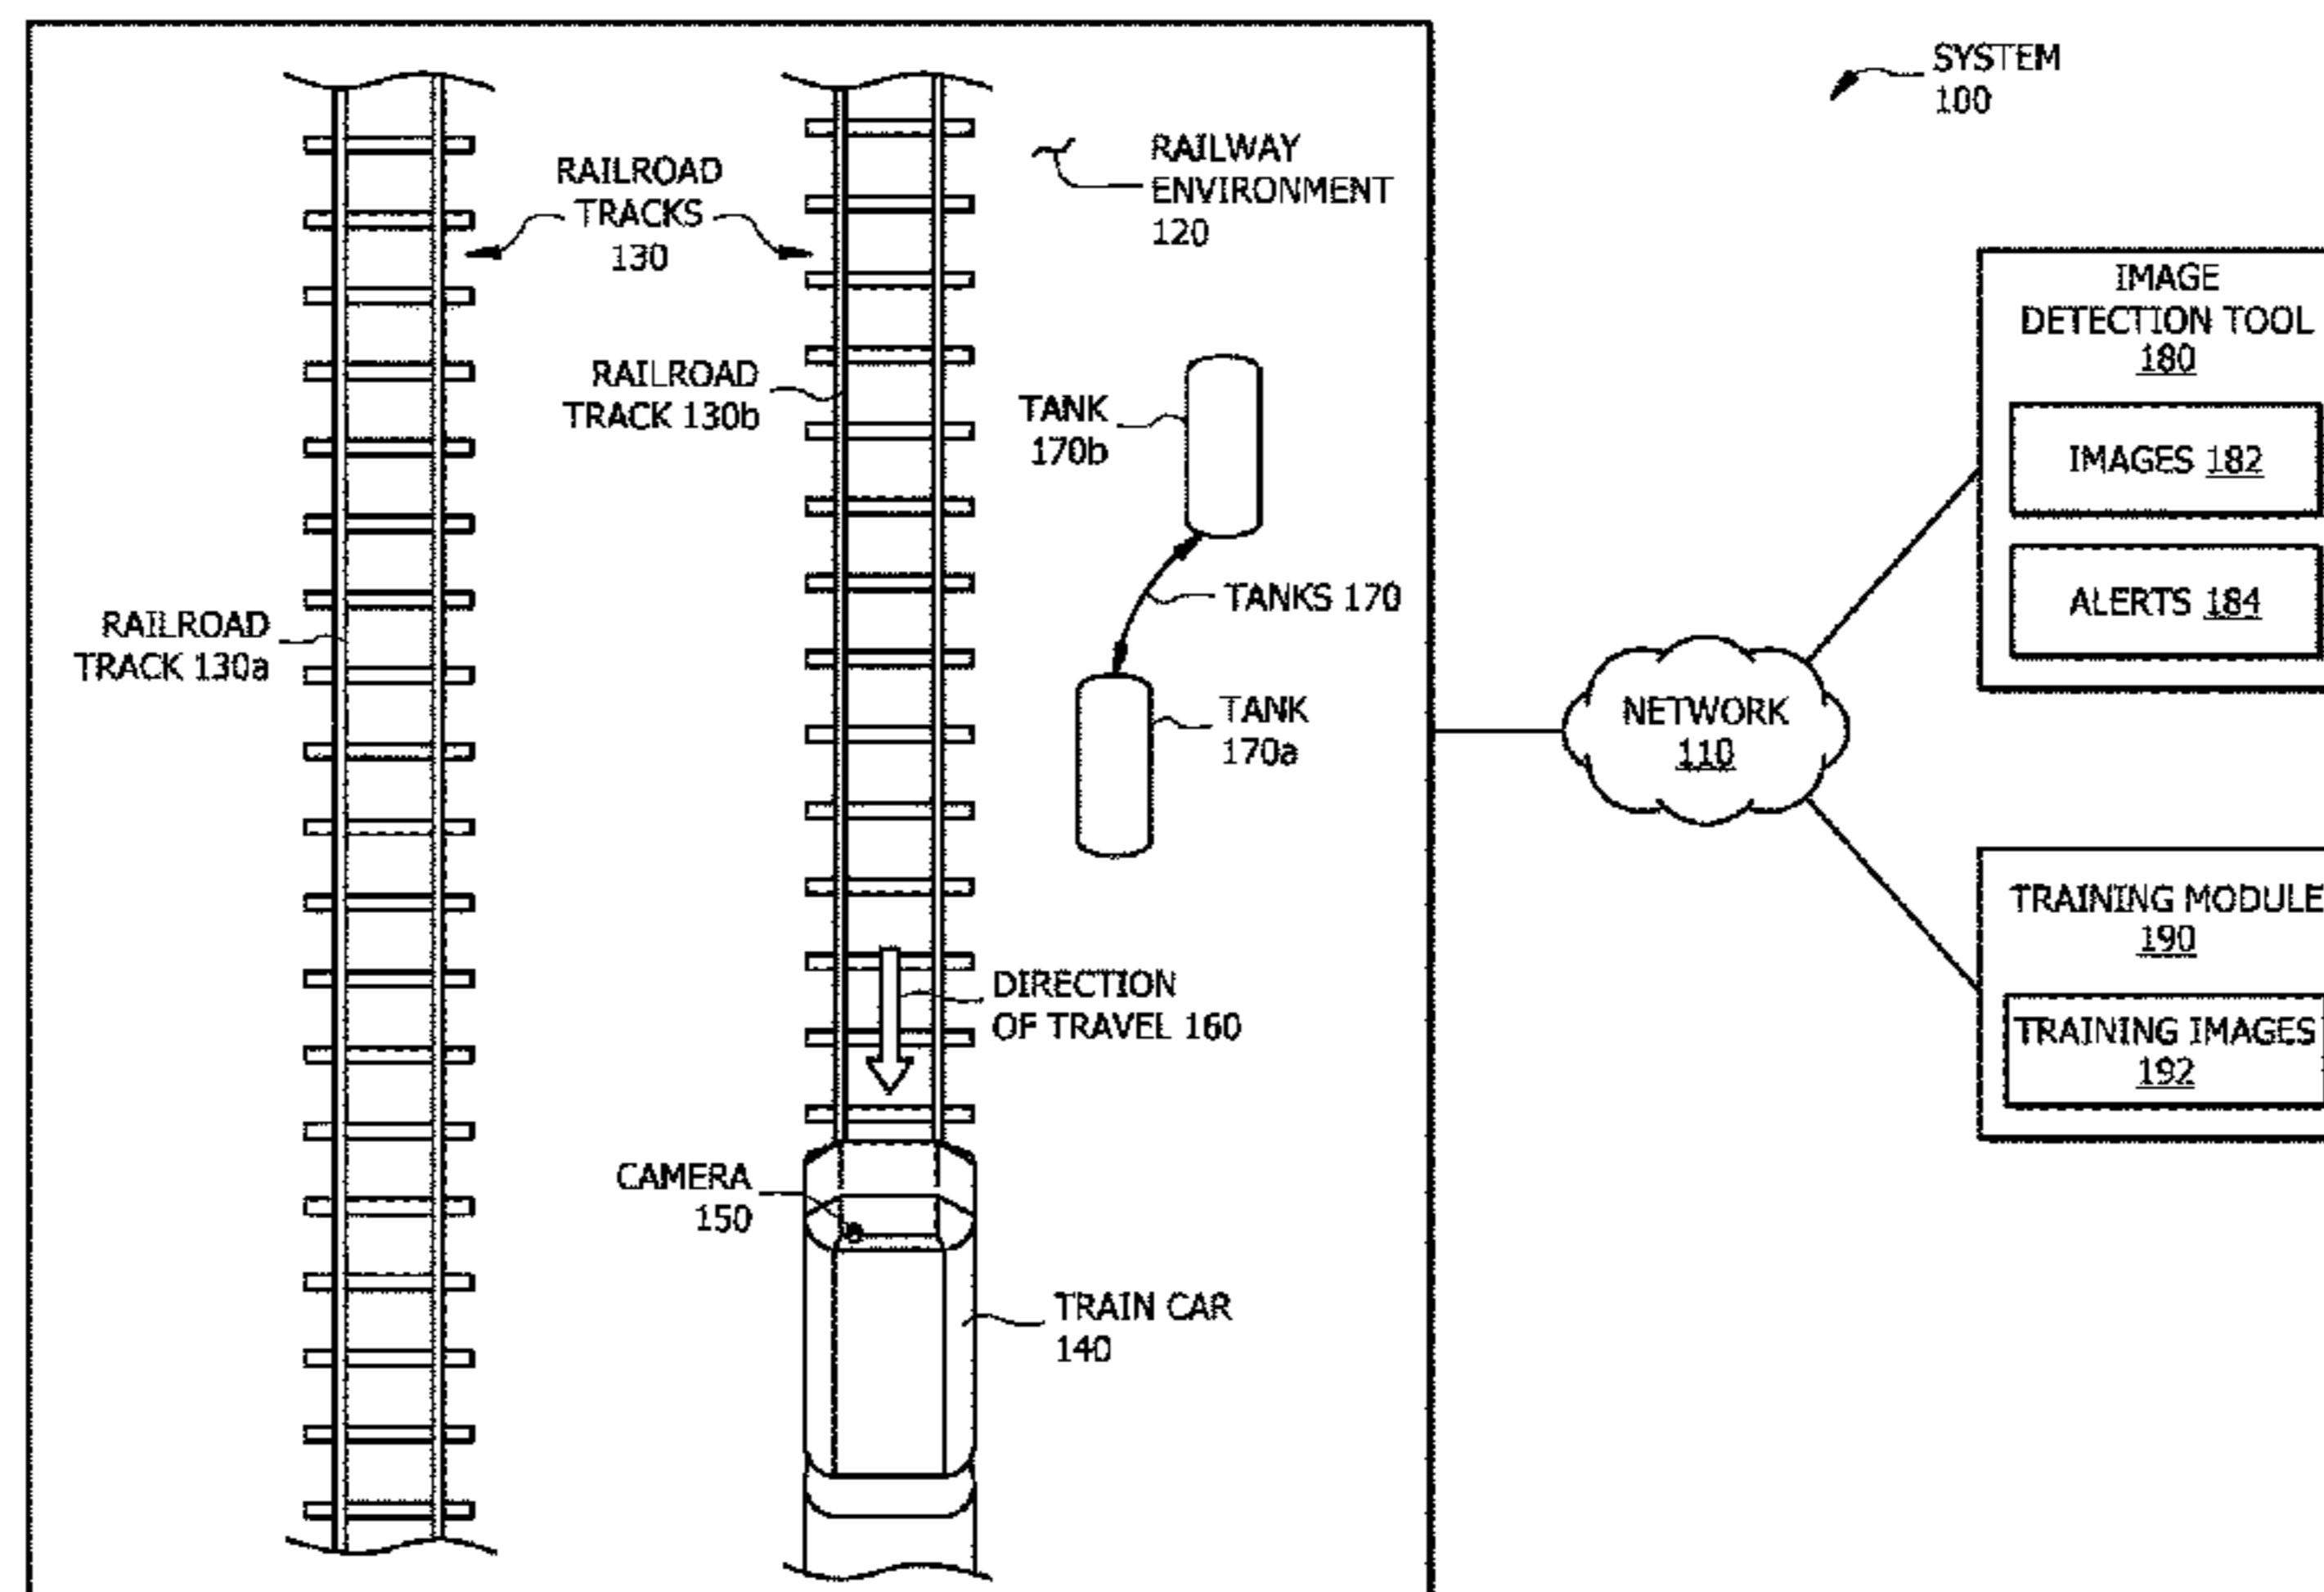 SYSTEM
100
RAILROAD
TRACKS
130
RAILWAY
ENVIRONMENT
120
IMAGE
DETECTION TOOL
180
IMAGES 182
ALERTS 184
RAILROAD
TRACK 130b
TANK
170b
TANKS 170
RAILROAD
TRACK 130a
TANK
170a
NETWORK
110
TRAINING MODULE
190
TRAINING IMAGES
192
DIRECTION
OF TRAVEL 160
CAMERA
150
TRAIN CAR
140